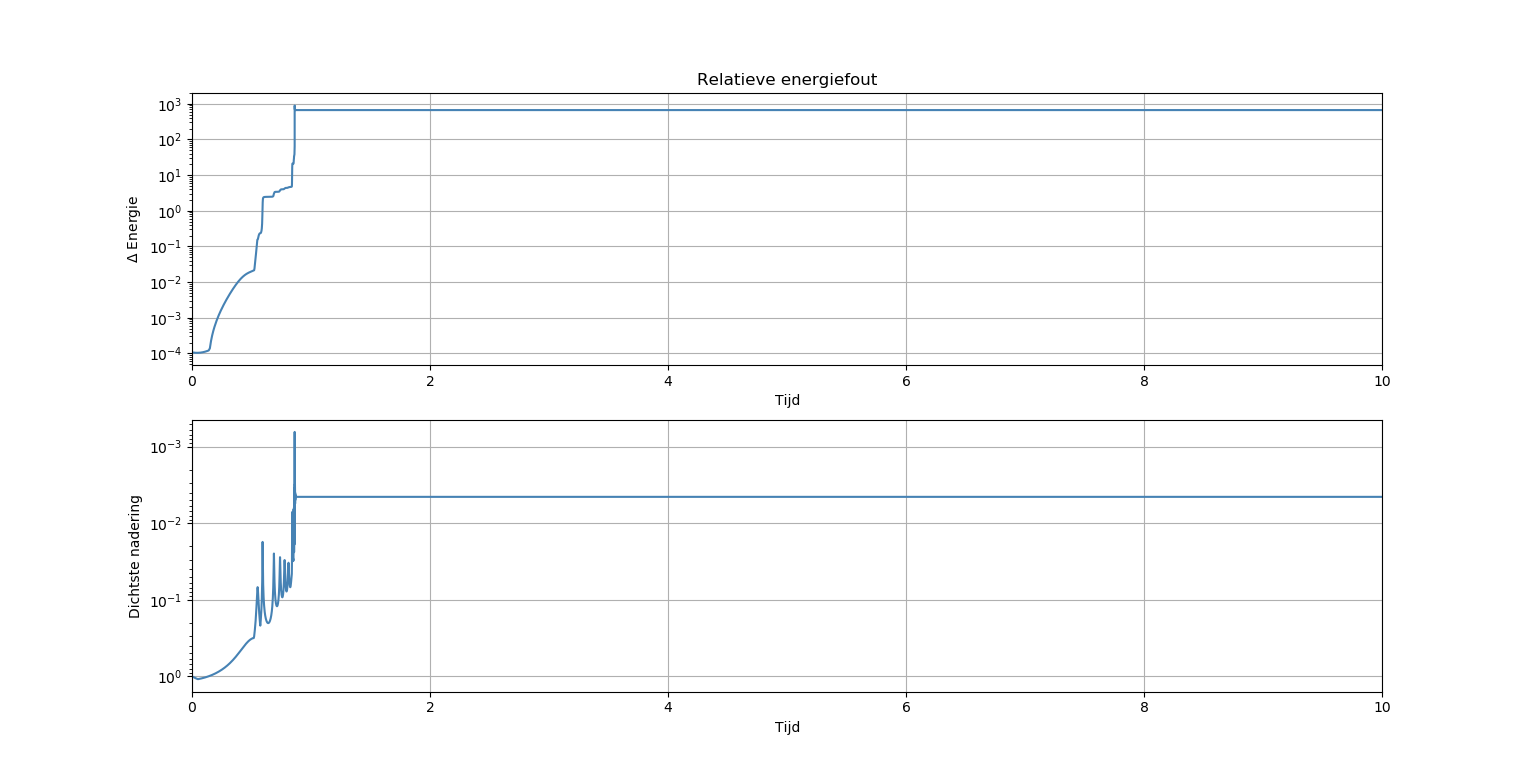 Relatieve energiefout
Δ Energie
10³
10²
10¹
10⁰
10⁻¹
10⁻²
10⁻³
10⁻⁴
0 2 4 6 8 10
Tijd
Dichtste nadering
10⁻³
10⁻²
10⁻¹
10⁰
0 2 4 6 8 10
Tijd